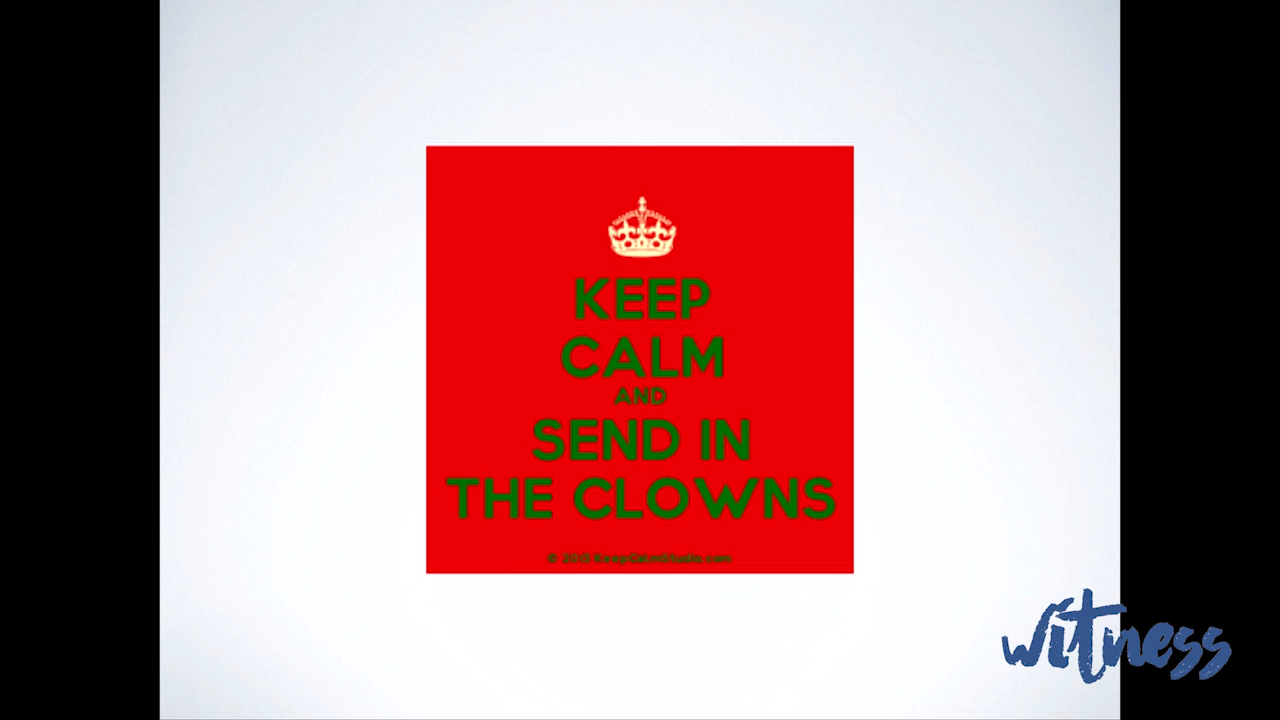 KEEP
CALM
AND
SEND IN
THE CLOWNS
witness